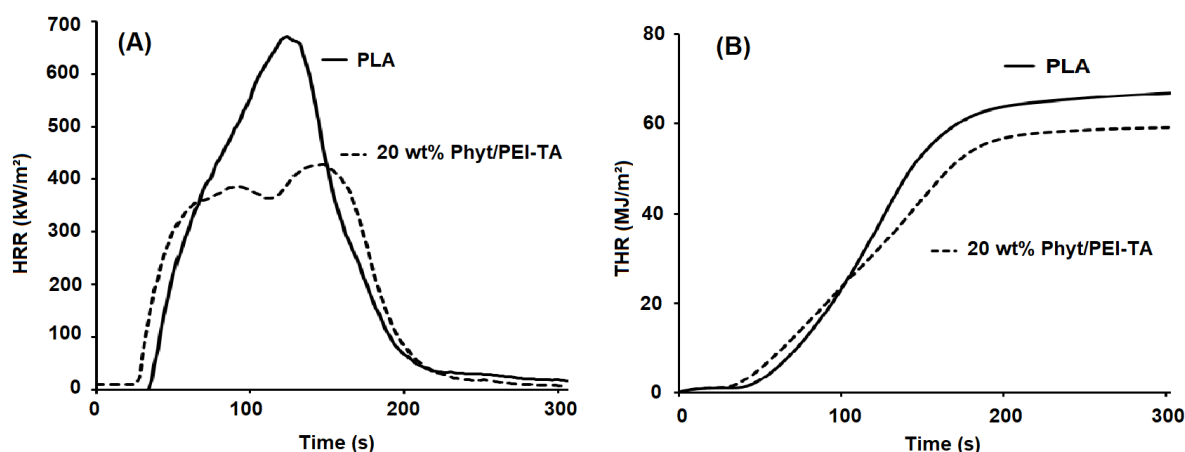 (A)
700
600
500
400
300
200
100
0
HRR (kW/m²)
PLA
20 wt% Phyt/PEI-TA
0
100
200
300
Time (s)
(B)
80
60
40
20
0
THR (MJ/m²)
PLA
20 wt% Phyt/PEI-TA
0
100
200
300
Time (s)